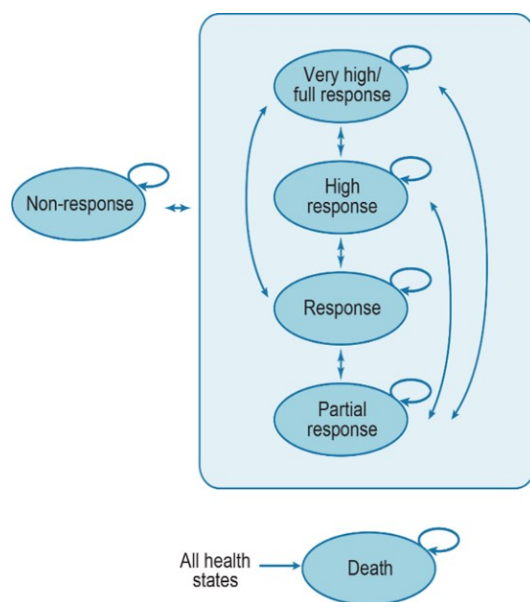 Very high/
full response
Non-response
High
response
Response
Partial
response
All health
states
Death